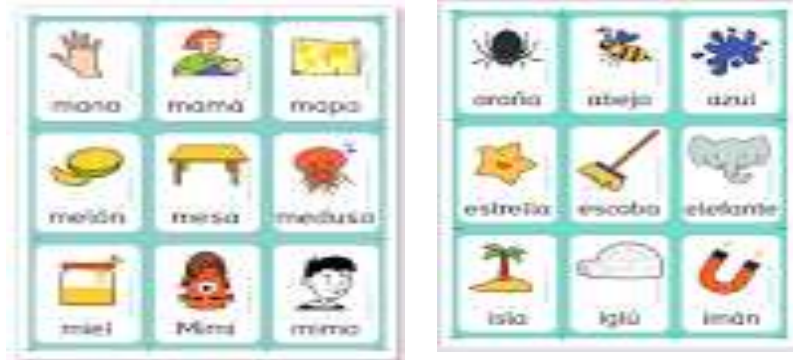 mano mamá mapa
melón mesa medusa
miel Mimi mimo
araña abeja azul
estrella escoba elefante
isla iglú imán